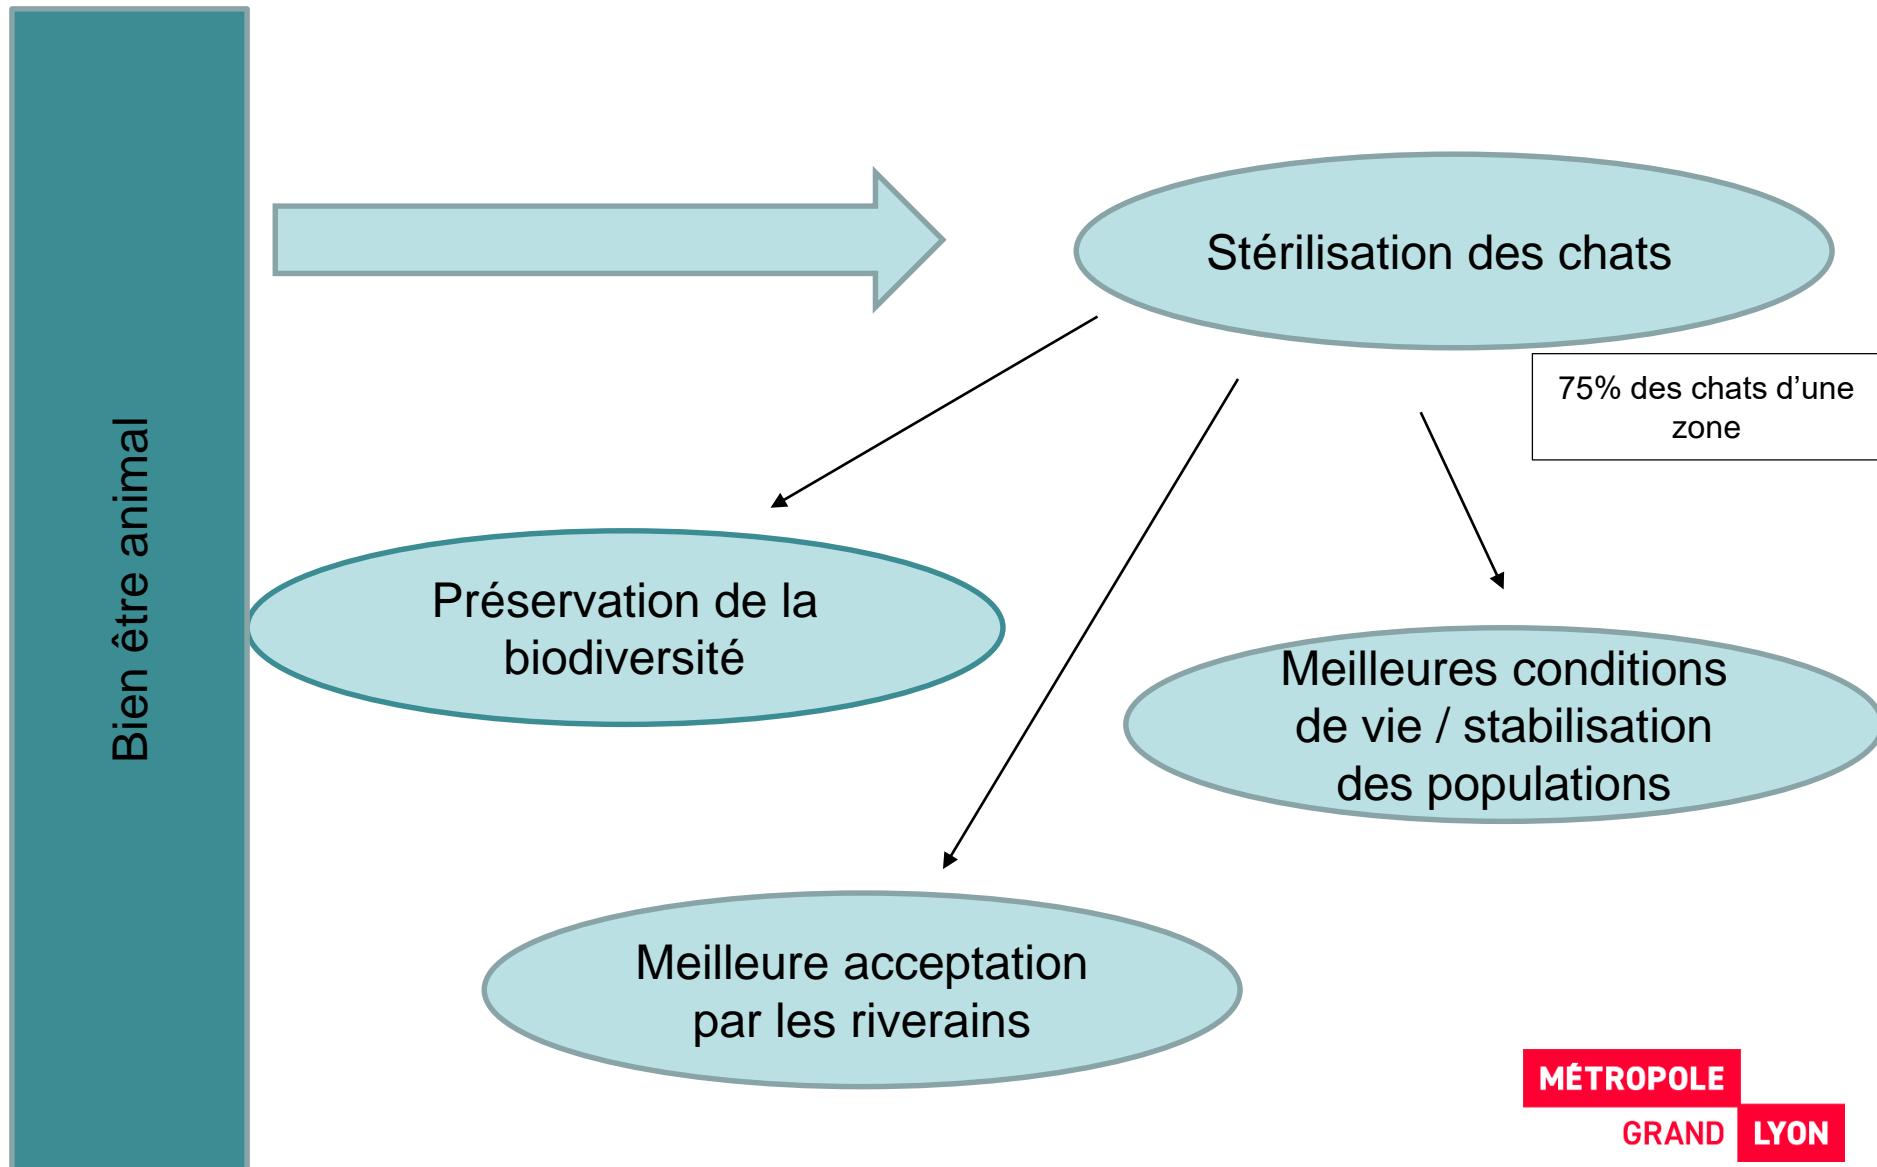 Bien être animal
Stérilisation des chats
75% des chats d’une
zone
Préservation de la
biodiversité
Meilleures conditions
de vie / stabilisation
des populations
Meilleure acceptation
par les riverains
MÉTROPOLE
GRAND LYON